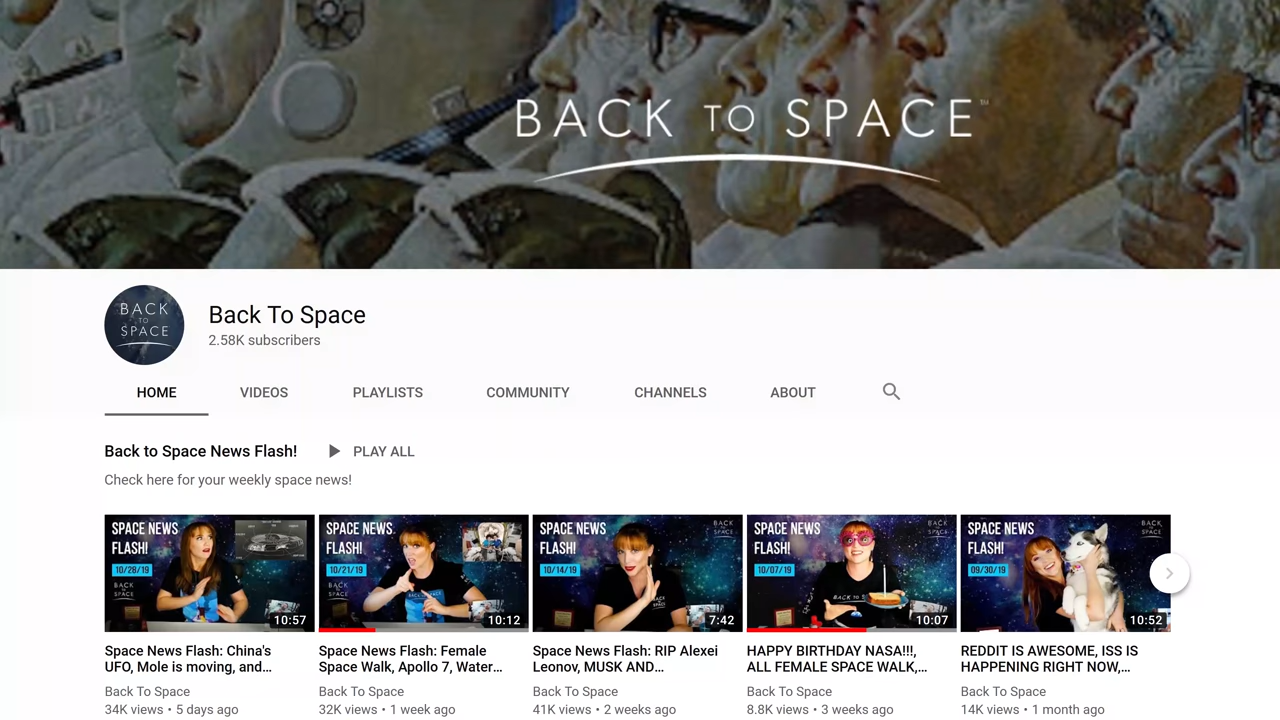 BACK TO SPACE™
BACK
TO
SPACE
Back To Space
2.58K subscribers
HOME VIDEOS PLAYLISTS COMMUNITY CHANNELS ABOUT
Back to Space News Flash! PLAY ALL
Check here for your weekly space news!
SPACE NEWS
FLASH!
10/28/19
BACK
TO
SPACE
10:57
SPACE NEWS
FLASH!
10/21/19
BACK
TO
SPACE
10:12
SPACE NEWS
FLASH!
10/14/19
BACK
TO
SPACE
7:42
SPACE NEWS
FLASH!
10/07/19
BACK
TO
SPACE
10:07
SPACE NEWS
FLASH!
09/30/19
BACK
TO
SPACE
10:52
Space News Flash: China's
UFO, Mole is moving, and…
Back To Space
34K views • 5 days ago
Space News Flash: Female
Space Walk, Apollo 7, Water…
Back To Space
32K views • 1 week ago
Space News Flash: RIP Alexei
Leonov, MUSK AND…
Back To Space
41K views • 2 weeks ago
HAPPY BIRTHDAY NASA!!!,
ALL FEMALE SPACE WALK,…
Back To Space
8.8K views • 3 weeks ago
REDDIT IS AWESOME, ISS IS
HAPPENING RIGHT NOW,…
Back To Space
14K views • 1 month ago